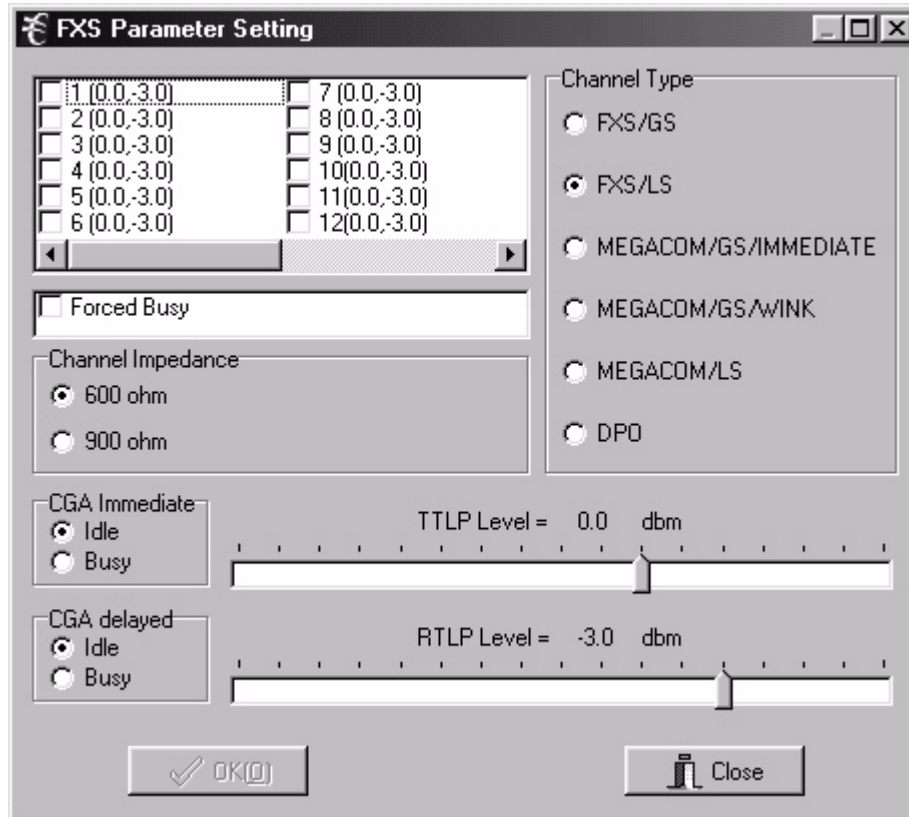 FXS Parameter Setting
1 (0.0,-3.0)
2 (0.0,-3.0)
3 (0.0,-3.0)
4 (0.0,-3.0)
5 (0.0,-3.0)
6 (0.0,-3.0)
7 (0.0,-3.0)
8 (0.0,-3.0)
9 (0.0,-3.0)
10(0.0,-3.0)
11(0.0,-3.0)
12(0.0,-3.0)
Forced Busy
Channel Impedance
600 ohm
900 ohm
Channel Type
FXS/GS
FXS/LS
MEGACOM/GS/IMMEDIATE
MEGACOM/GS/WINK
MEGACOM/LS
DPO
CGA Immediate
Idle
Busy
TTLP Level = 0.0 dbm
CGA delayed
Idle
Busy
RTLP Level = -3.0 dbm
OK(O)
Close